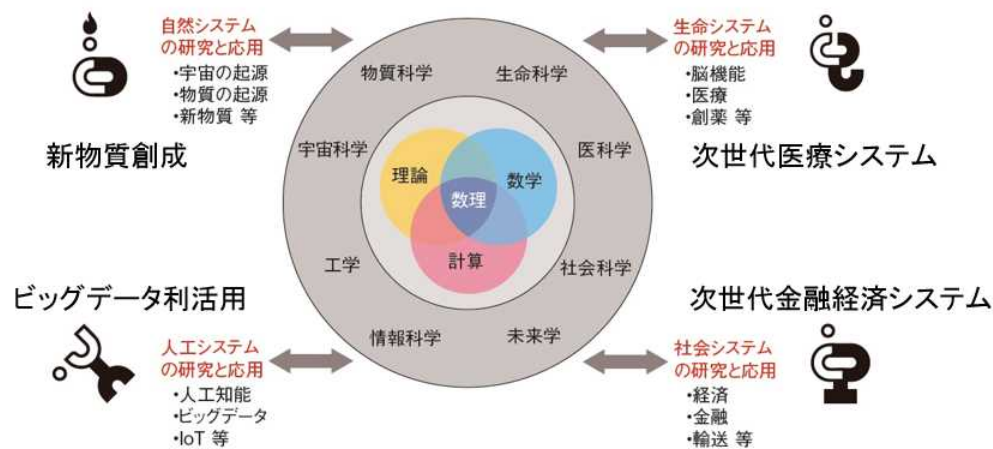 自然システム
の研究と応用
・宇宙の起源
・物質の起源
・新物質 等
新物質創成
生命システム
の研究と応用
・脳機能
・医療
・創薬 等
次世代医療システム
物質科学
生命科学
宇宙科学
医科学
理論
数学
数理
計算
工学
社会科学
情報科学
未来学
ビッグデータ利活用
人工システム
の研究と応用
・人工知能
・ビッグデータ
・IoT 等
次世代金融経済システム
社会システム
の研究と応用
・経済
・金融
・輸送 等